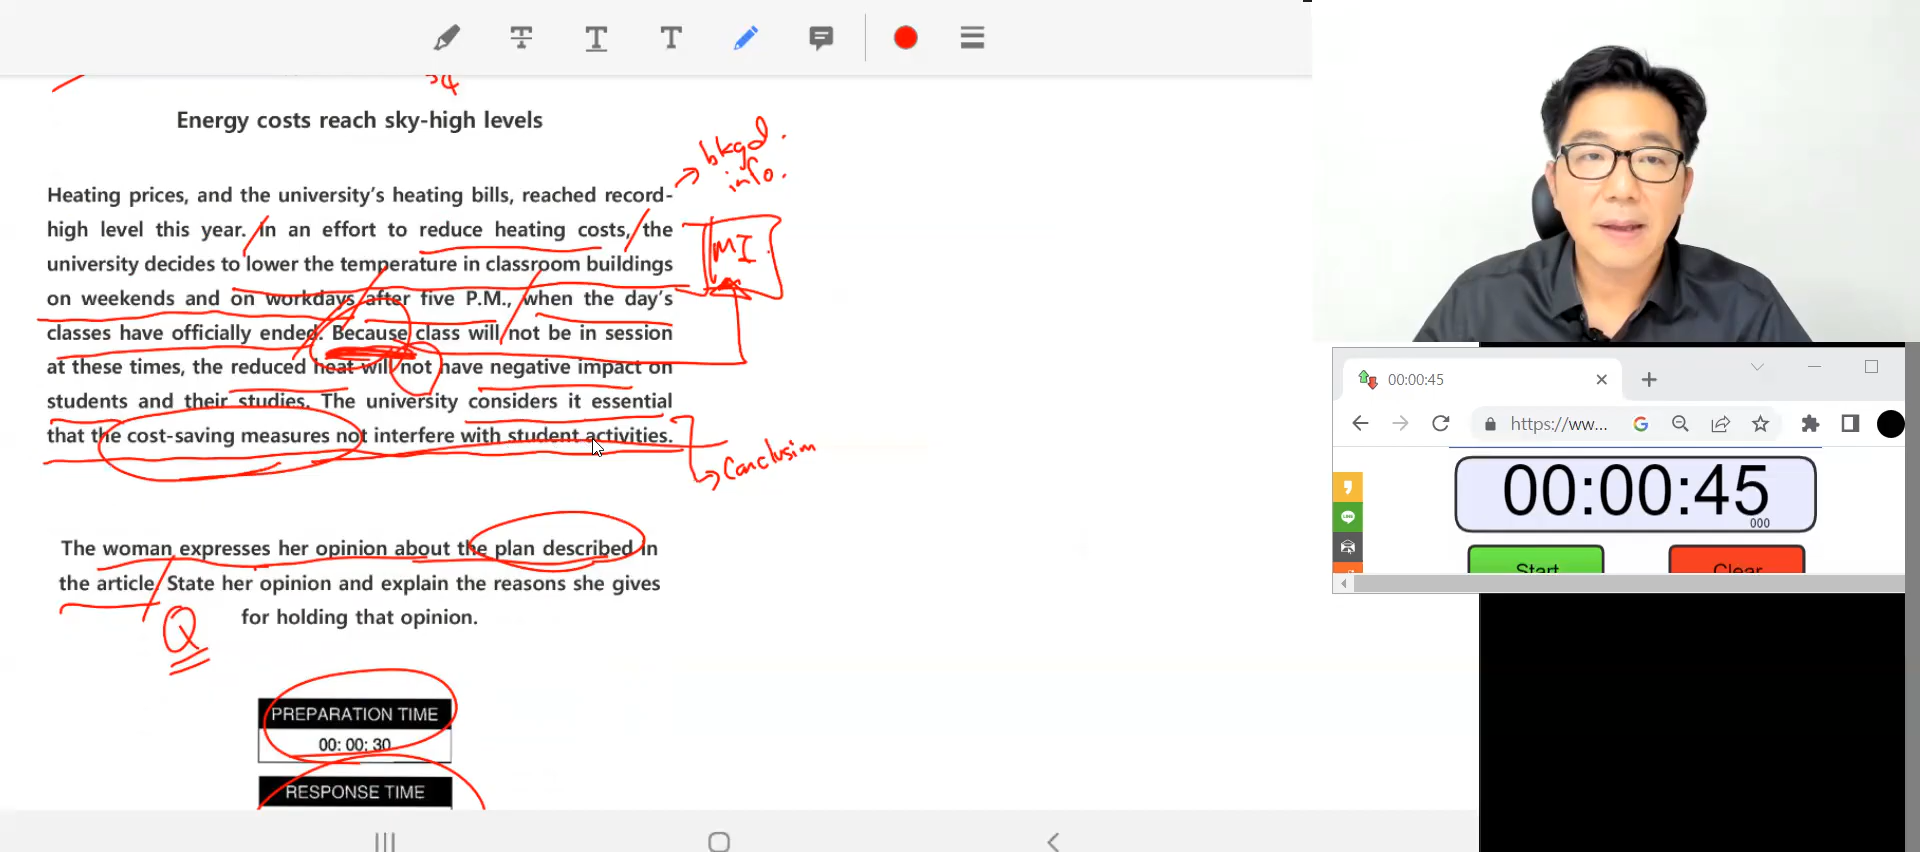 34
Energy costs reach sky-high levels
bkgd.
info.
Heating prices, and the university's heating bills, reached record-
high level this year. In an effort to reduce heating costs, the
MI
university decides to lower the temperature in classroom buildings
on weekends and on workdays after five P.M., when the day's
classes have officially ended. Because class will not be in session
at these times, the reduced heat will not have negative impact on
students and their studies. The university considers it essential
that the cost-saving measures not interfere with student activities.
Conclusion
The woman expresses her opinion about the plan described in
the article. State her opinion and explain the reasons she gives
for holding that opinion.
Q
PREPARATION TIME
00: 00: 30
RESPONSE TIME
00:00:45
https://ww...
00:00:45
000
Start
Clear